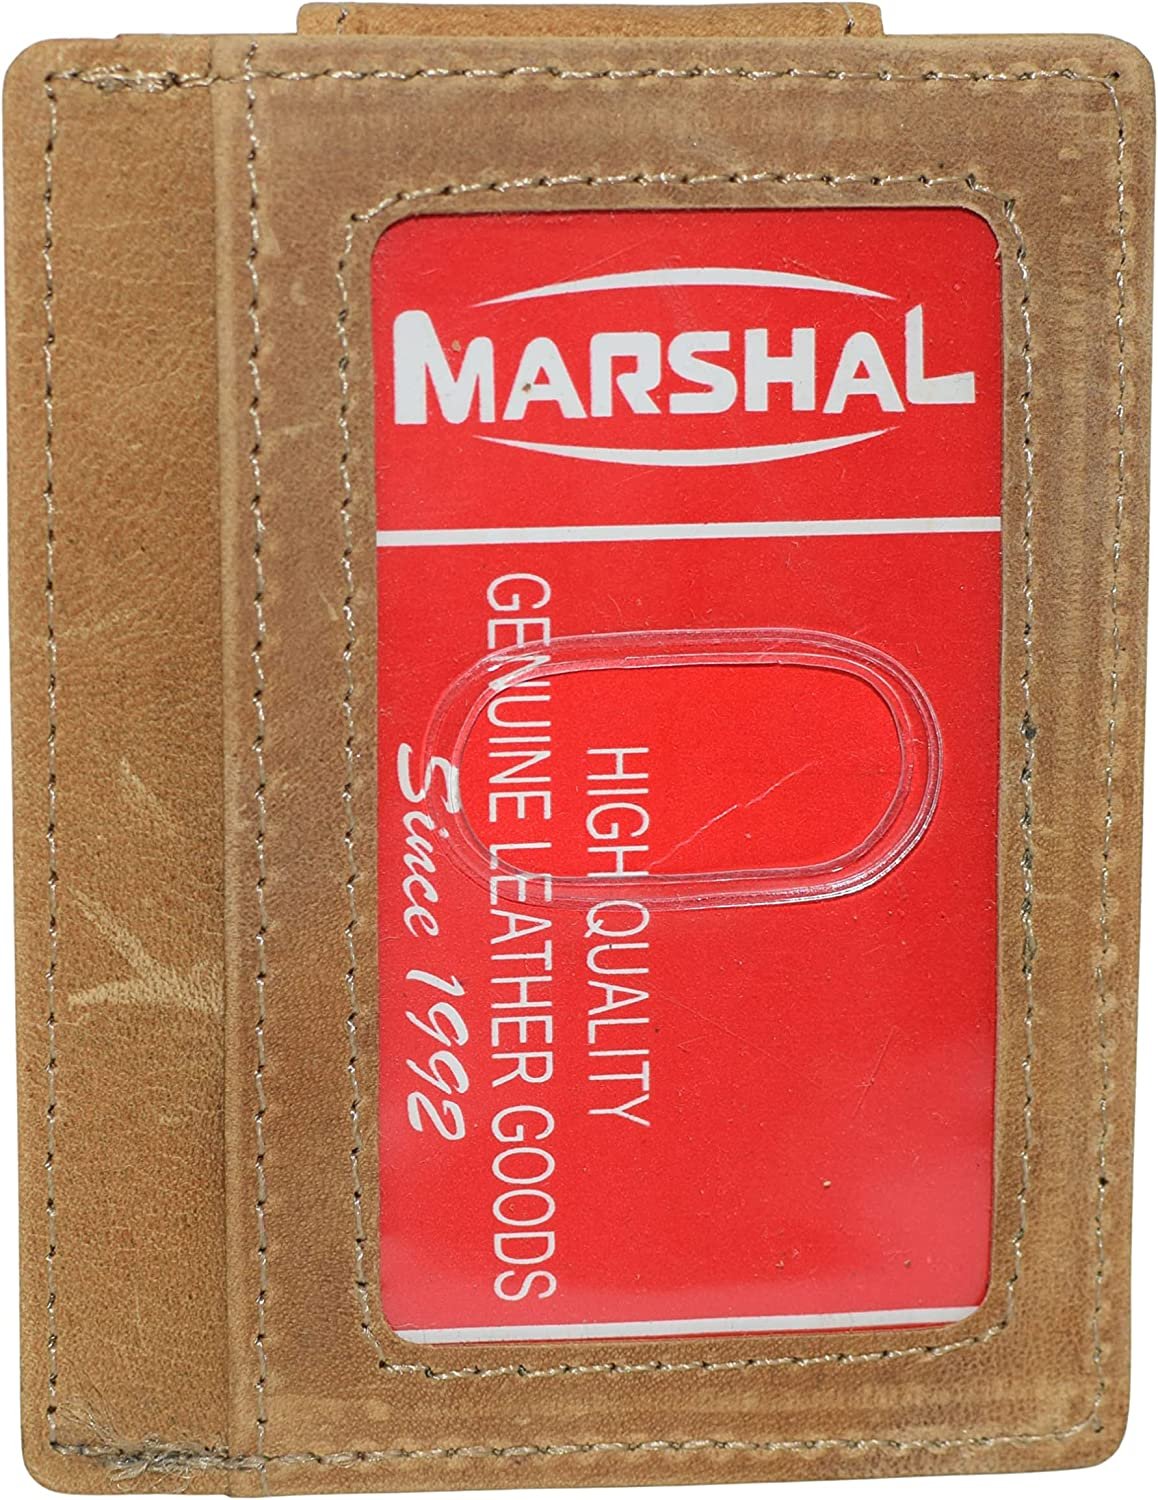 MARSHAL
HIGH QUALITY
GENUINE LEATHER GOODS
Since 1992